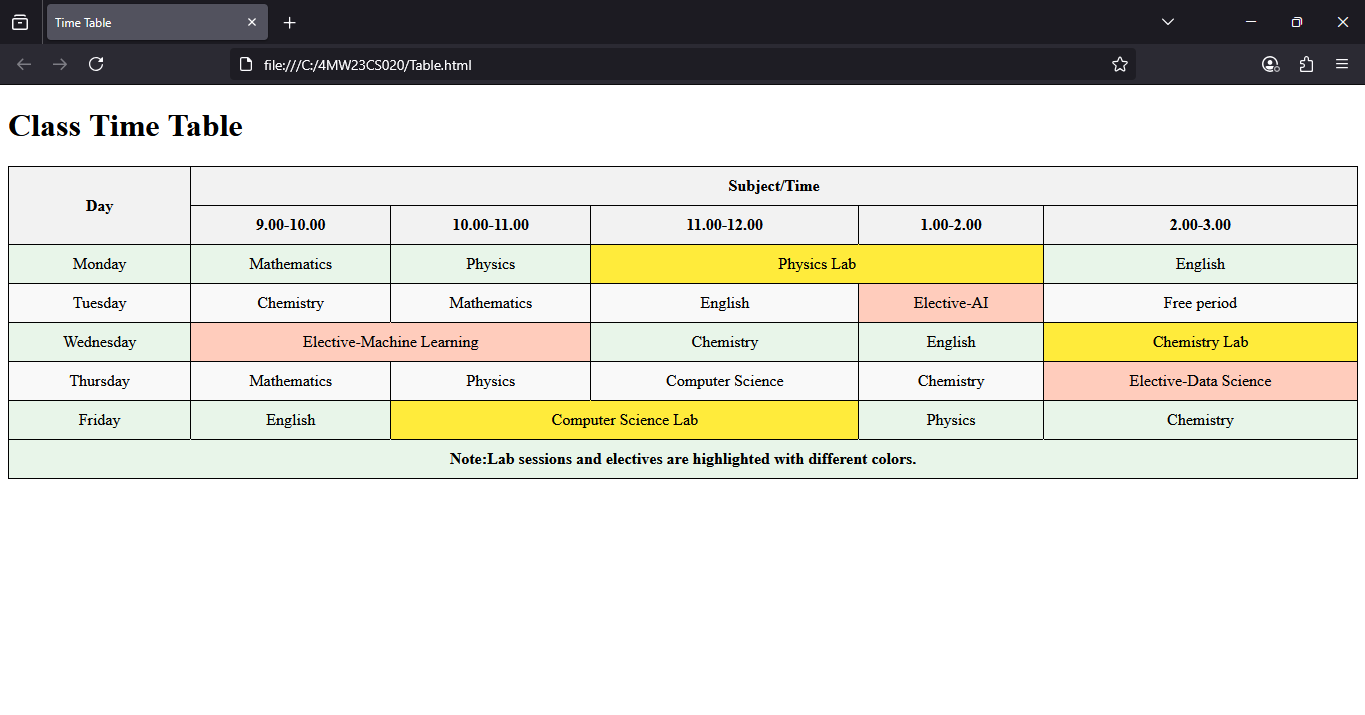 Time Table
file:///C:/4MW23CS020/Table.html
Class Time Table
Day Subject/Time
9.00-10.00 10.00-11.00 11.00-12.00 1.00-2.00 2.00-3.00
Monday Mathematics Physics Physics Lab English
Tuesday Chemistry Mathematics English Elective-AI Free period
Wednesday Elective-Machine Learning Chemistry English Chemistry Lab
Thursday Mathematics Physics Computer Science Chemistry Elective-Data Science
Friday English Computer Science Lab Physics Chemistry
Note:Lab sessions and electives are highlighted with different colors.